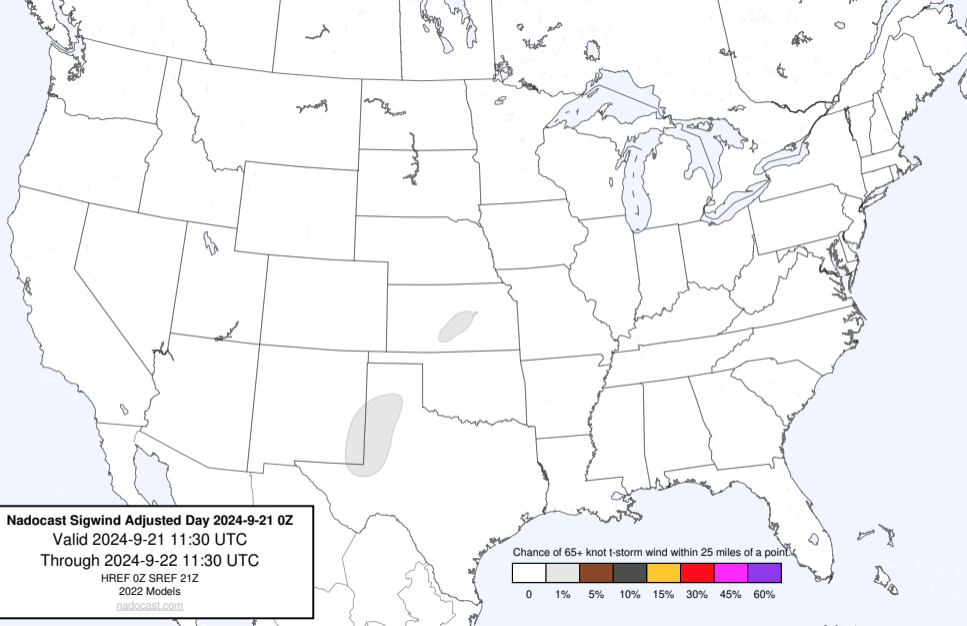 Nadocast Sigwind Adjusted Day 2024-9-21 0Z
Valid 2024-9-21 11:30 UTC
Through 2024-9-22 11:30 UTC
HREF 0Z SREF 21Z
2022 Models
nadocast.com
Chance of 65+ knot t-storm wind within 25 miles of a point.
0 1% 5% 10% 15% 30% 45% 60%